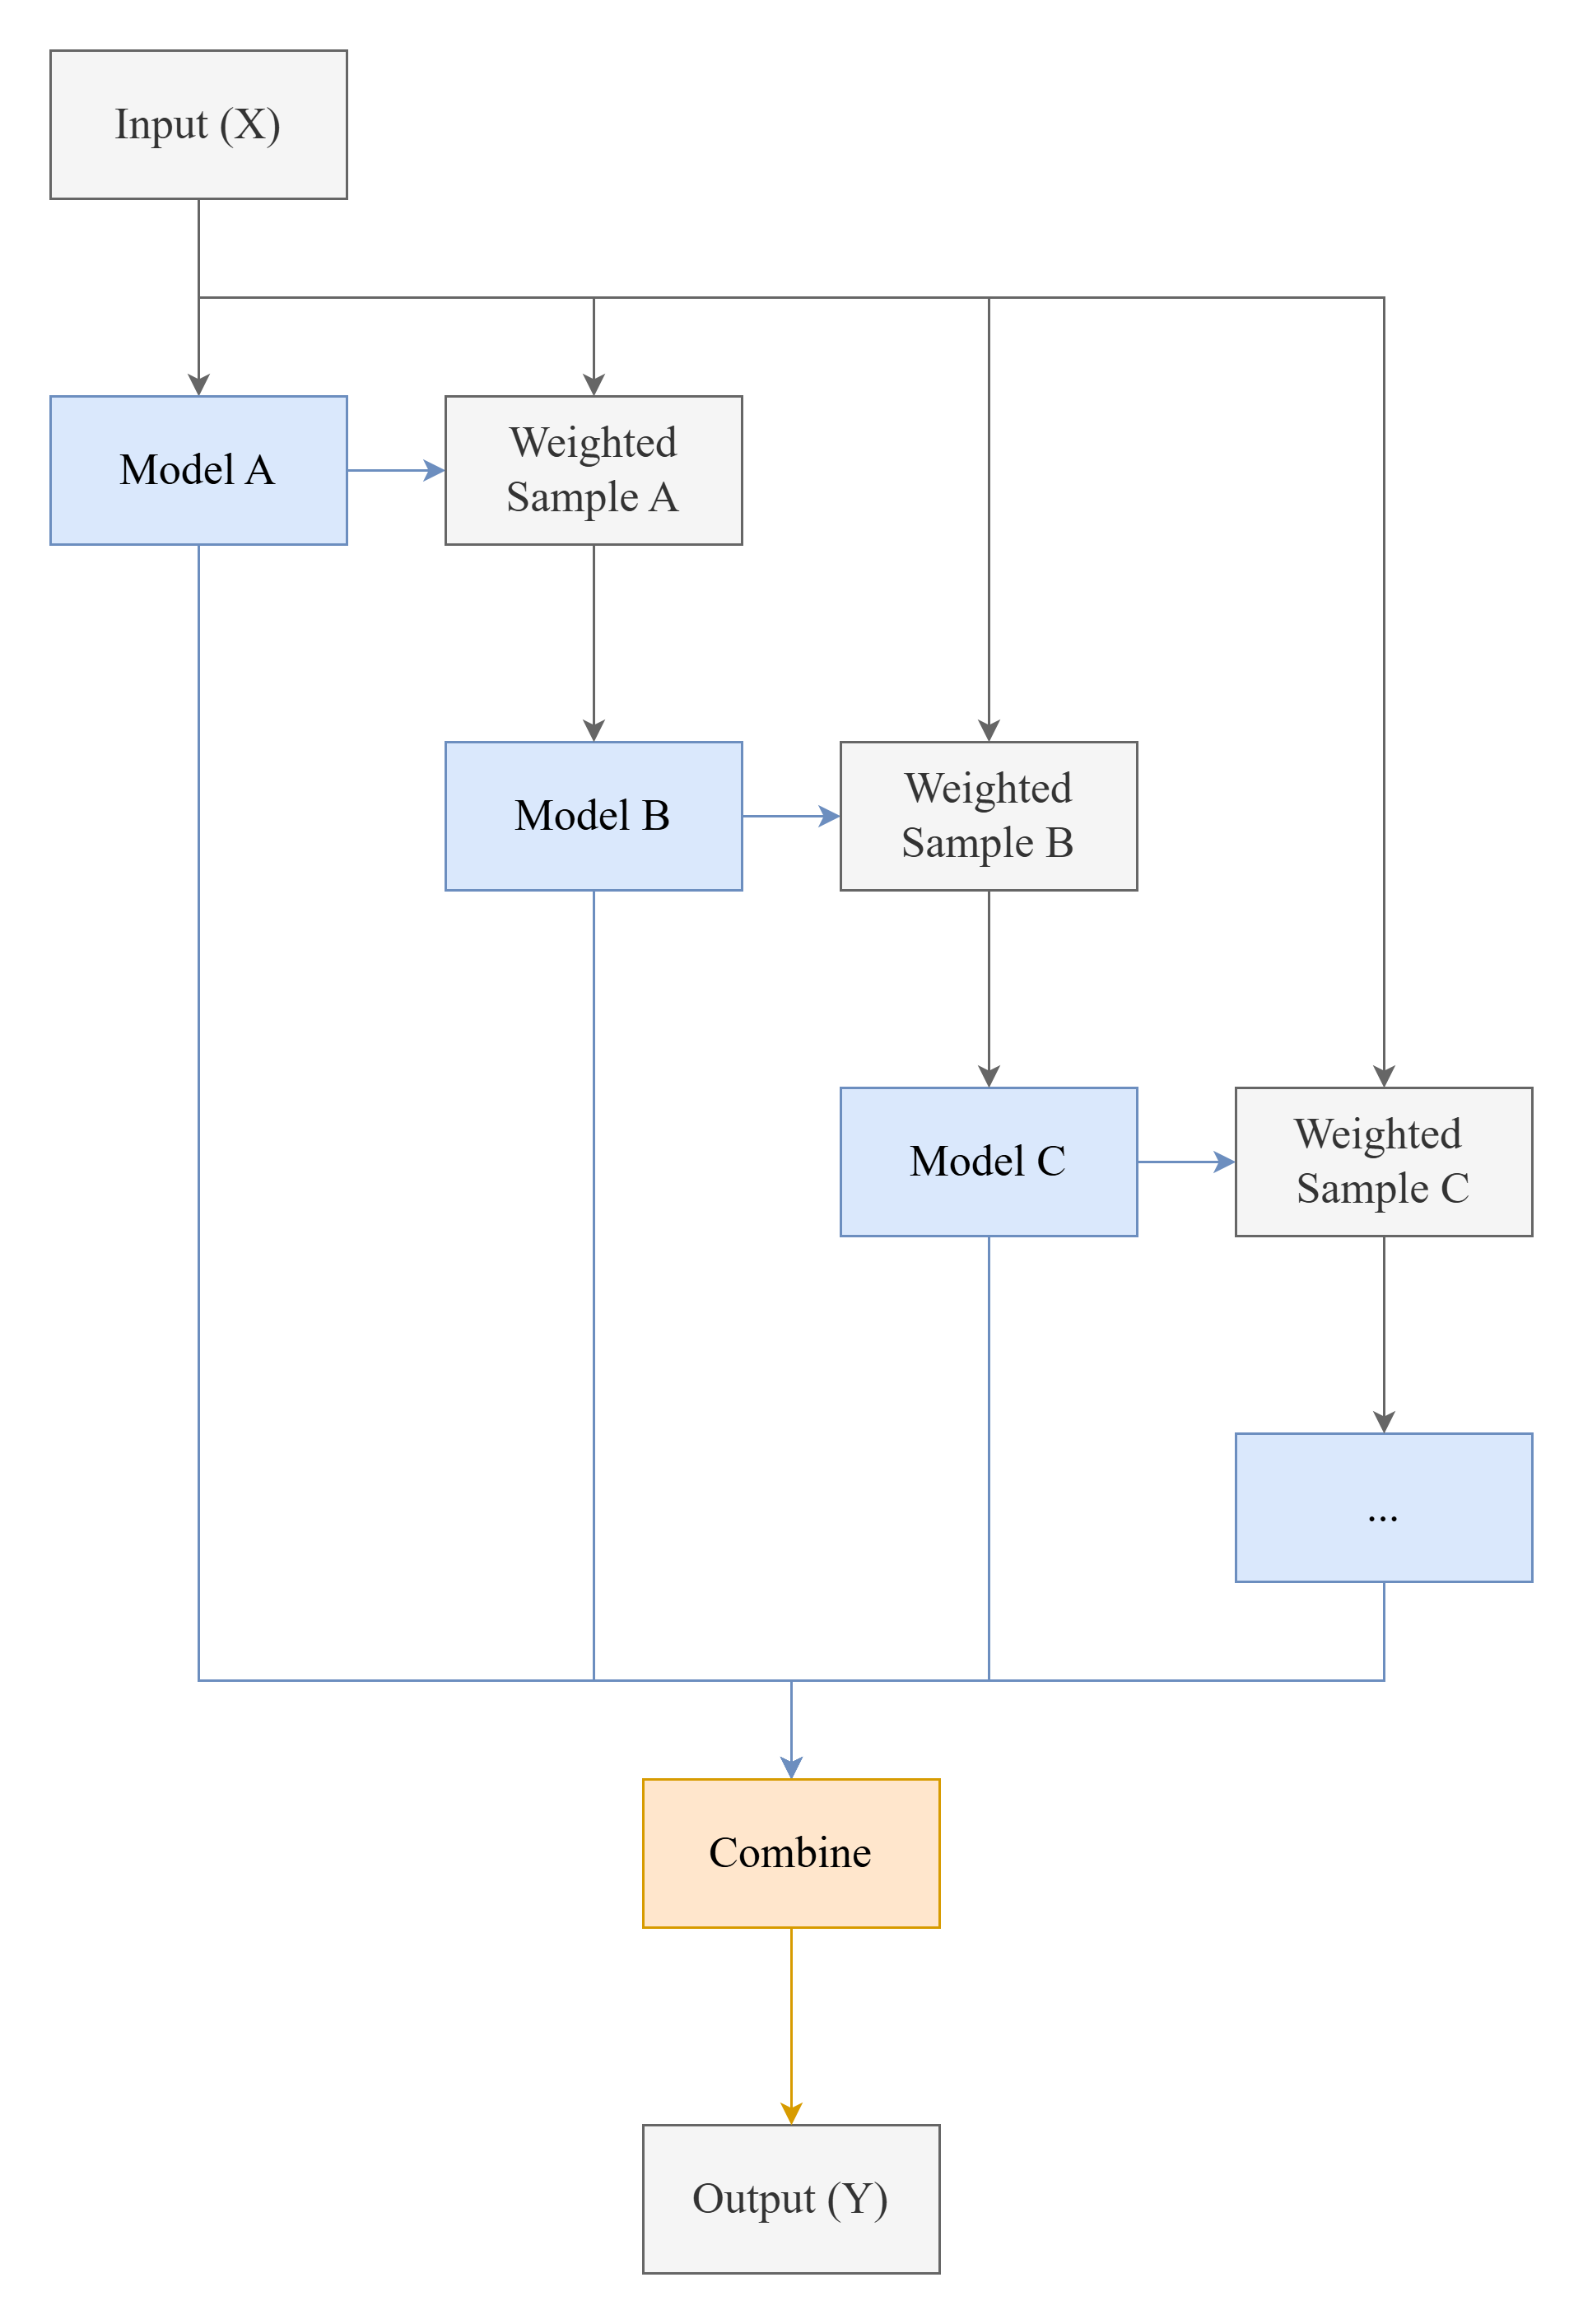 Input (X)
Model A
Weighted
Sample A
Model B
Weighted
Sample B
Model C
Weighted
Sample C
...
Combine
Output (Y)